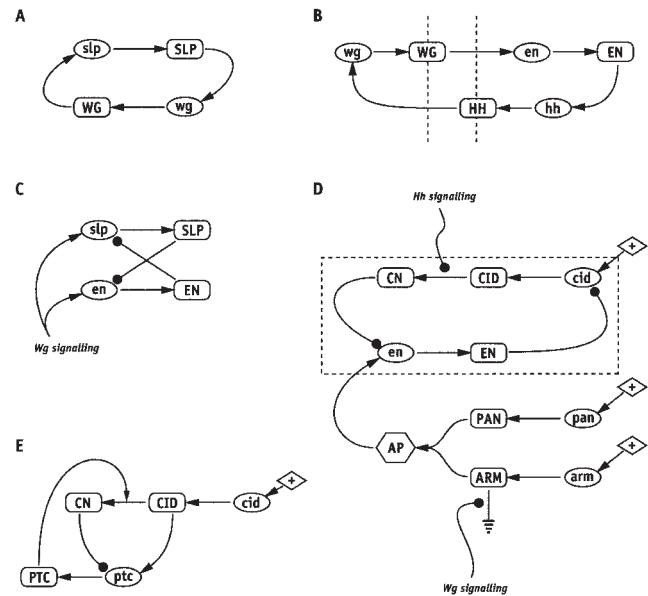 A
slp
SLP
WG
wg
B
wg
WG
en
EN
HH
hh
C
slp
SLP
en
EN
Wg signalling
D
Hh signalling
+
CN
CID
cid
en
EN
+
PAN
pan
AP
+
ARM
arm
Wg signalling
E
+
CN
CID
cid
PTC
ptc